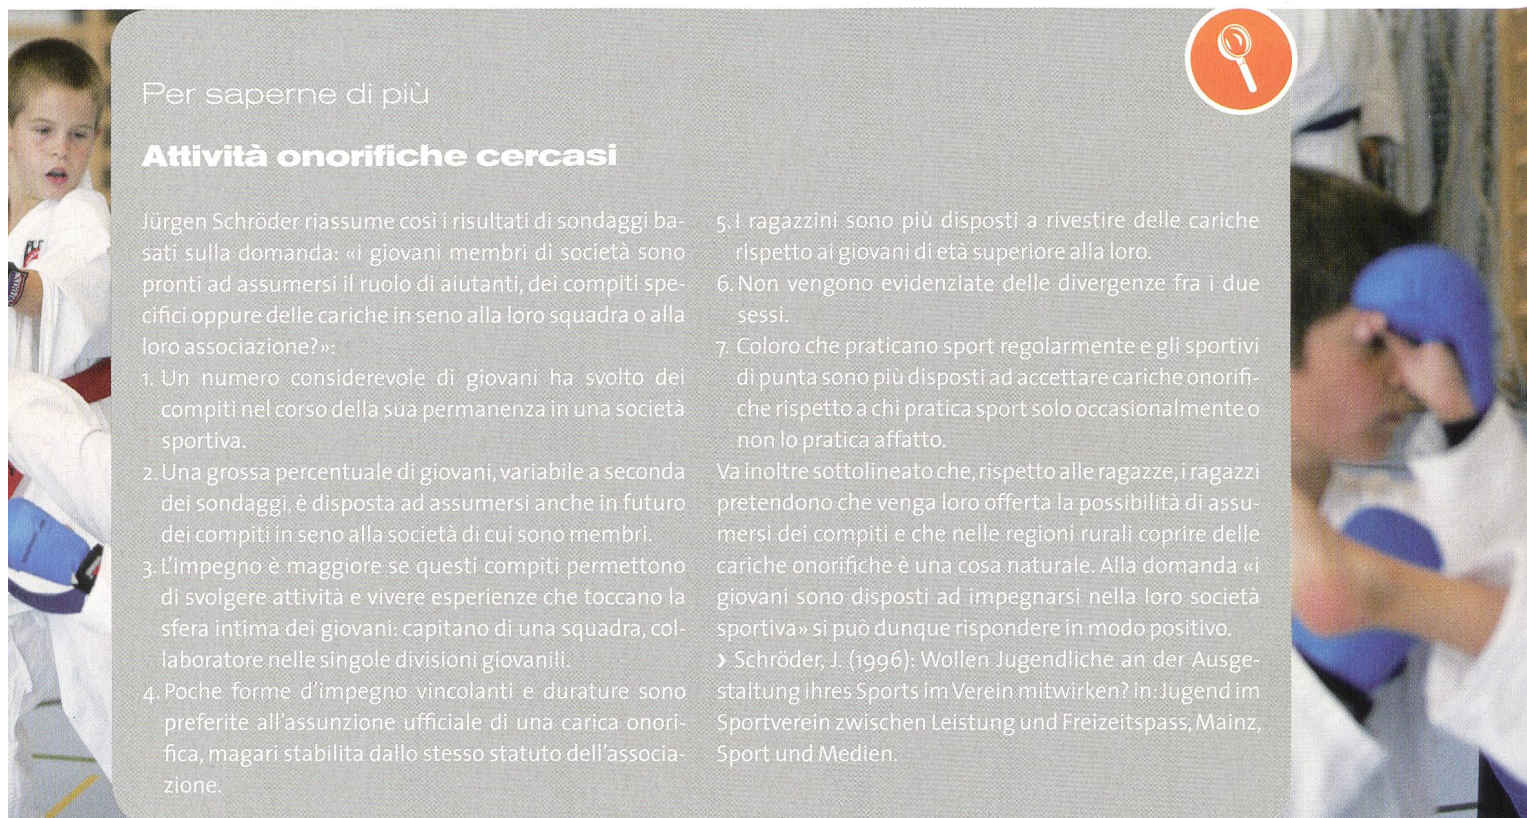 Per saperne di più
Attività onorifiche cercasi
Jürgen Schröder riassume così i risultati di sondaggi ba-
sati sulla domanda: «i giovani membri di società sono
pronti ad assumersi il ruolo di aiutanti, dei compiti spe-
cifici oppure delle cariche in seno alla loro squadra o alla
loro associazione?»:
1. Un numero considerevole di giovani ha svolto dei
compiti nel corso della sua permanenza in una società
sportiva.
2. Una grossa percentuale di giovani, variabile a seconda
dei sondaggi, è disposta ad assumersi anche in futuro
dei compiti in seno alla società di cui sono membri.
3. L'impegno è maggiore se questi compiti permettono
di svolgere attività e vivere esperienze che toccano la
sfera intima dei giovani: capitano di una squadra, col-
laboratore nelle singole divisioni giovanili.
4. Poche forme d'impegno vincolanti e durature sono
preferite all'assunzione ufficiale di una carica onori-
fica, magari stabilita dallo stesso statuto dell'associa-
zione.
5. I ragazzini sono più disposti a rivestire delle cariche
rispetto ai giovani di età superiore alla loro.
6. Non vengono evidenziate delle divergenze fra i due
sessi.
7. Coloro che praticano sport regolarmente e gli sportivi
di punta sono più disposti ad accettare cariche onorifi-
che rispetto a chi pratica sport solo occasionalmente o
non lo pratica affatto.
Va inoltre sottolineato che, rispetto alle ragazze, i ragazzi
pretendono che venga loro offerta la possibilità di assu-
mersi dei compiti e che nelle regioni rurali coprire delle
cariche onorifiche è una cosa naturale. Alla domanda «i
giovani sono disposti ad impegnarsi nella loro società
sportiva» si può dunque rispondere in modo positivo.
› Schröder, J. (1996): Wollen Jugendliche an der Ausge-
staltung ihres Sports im Verein mitwirken? in: Jugend im
Sportverein zwischen Leistung und Freizeitspass, Mainz,
Sport und Medien.